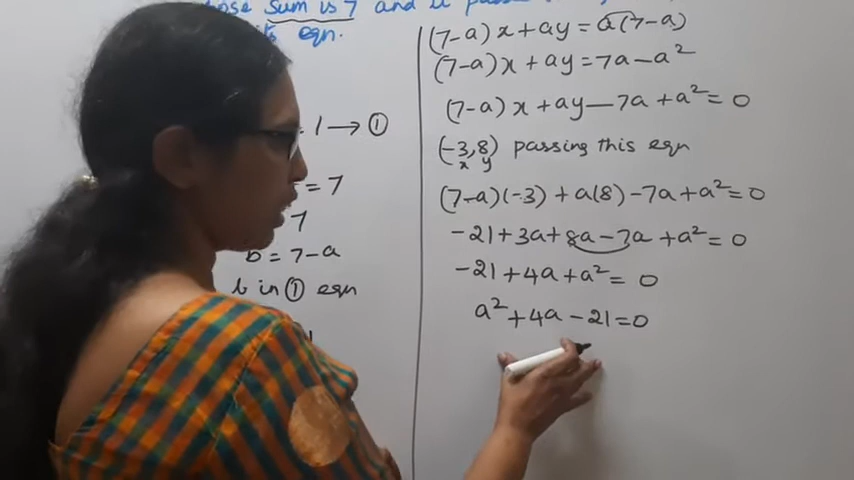 whose sum is 7 and it
its eqn.
= 1 → ①
= 7
7
b = 7-a
b in ① eqn
(7-a)x + ay = a(7-a)
(7-a)x + ay = 7a - a²
(7-a)x + ay - 7a + a² = 0
(-3, 8) passing this eqn
x y
(7-a)(-3) + a(8) - 7a + a² = 0
-21 + 3a + 8a - 7a + a² = 0
-21 + 4a + a² = 0
a² + 4a - 21 = 0